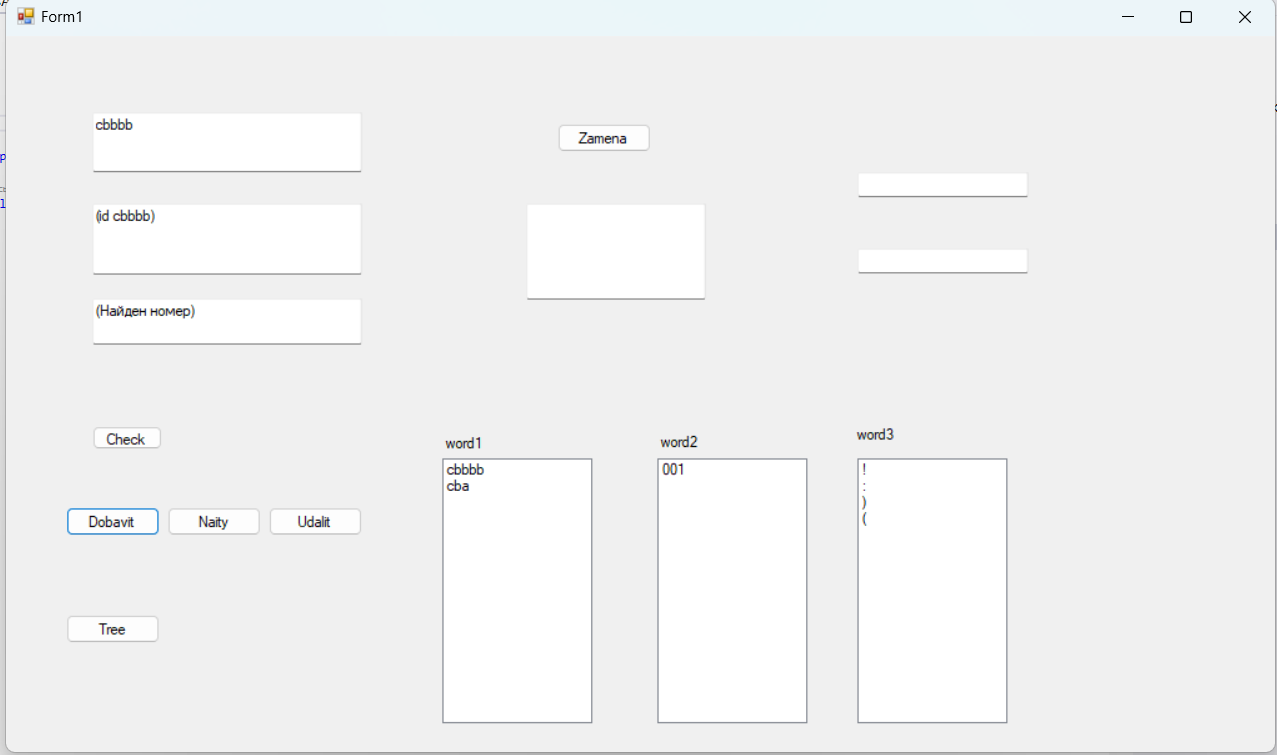 Form1
cbbbb
Zamena
(id cbbbb)
(Найден номер)
Check
word1
word2
word3
cbbbb
cba
001
!
:
)
(
Dobavit
Naity
Udalit
Tree